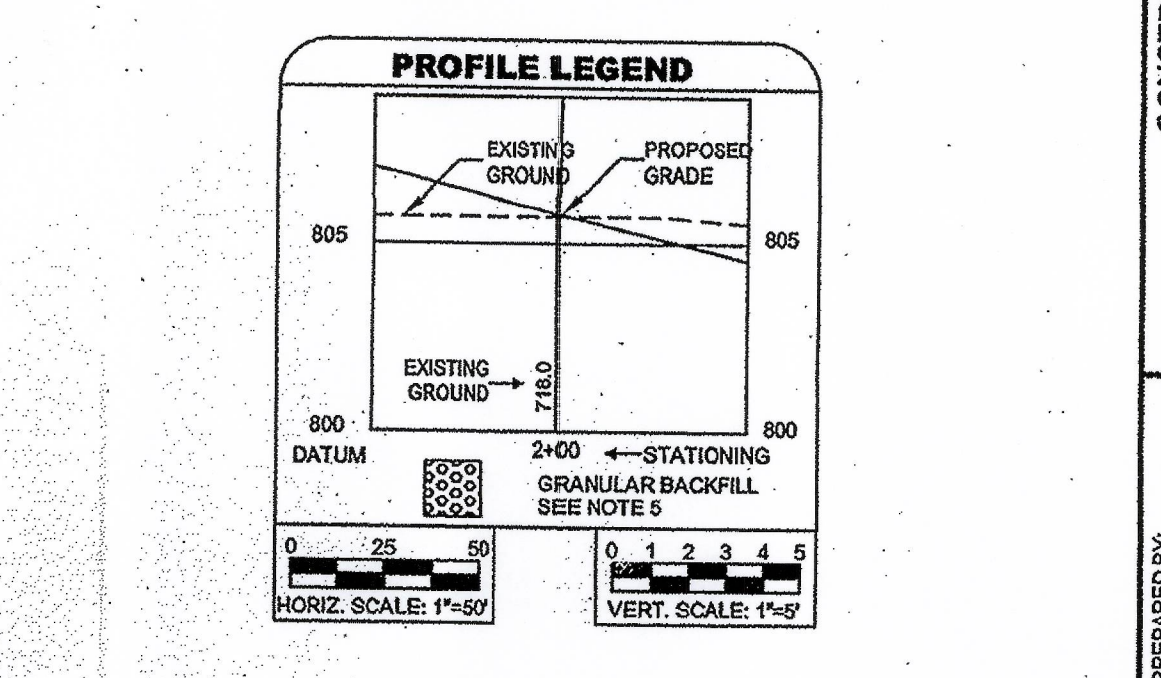 PROFILE LEGEND
EXISTING
GROUND
PROPOSED
GRADE
805
805
EXISTING
GROUND
718.0
800
800
DATUM
2+00
STATIONING
GRANULAR BACKFILL
SEE NOTE 5
0 25 50
HORIZ. SCALE: 1"=50'
0 1 2 3 4 5
VERT. SCALE: 1"=5'
PREPARED BY: